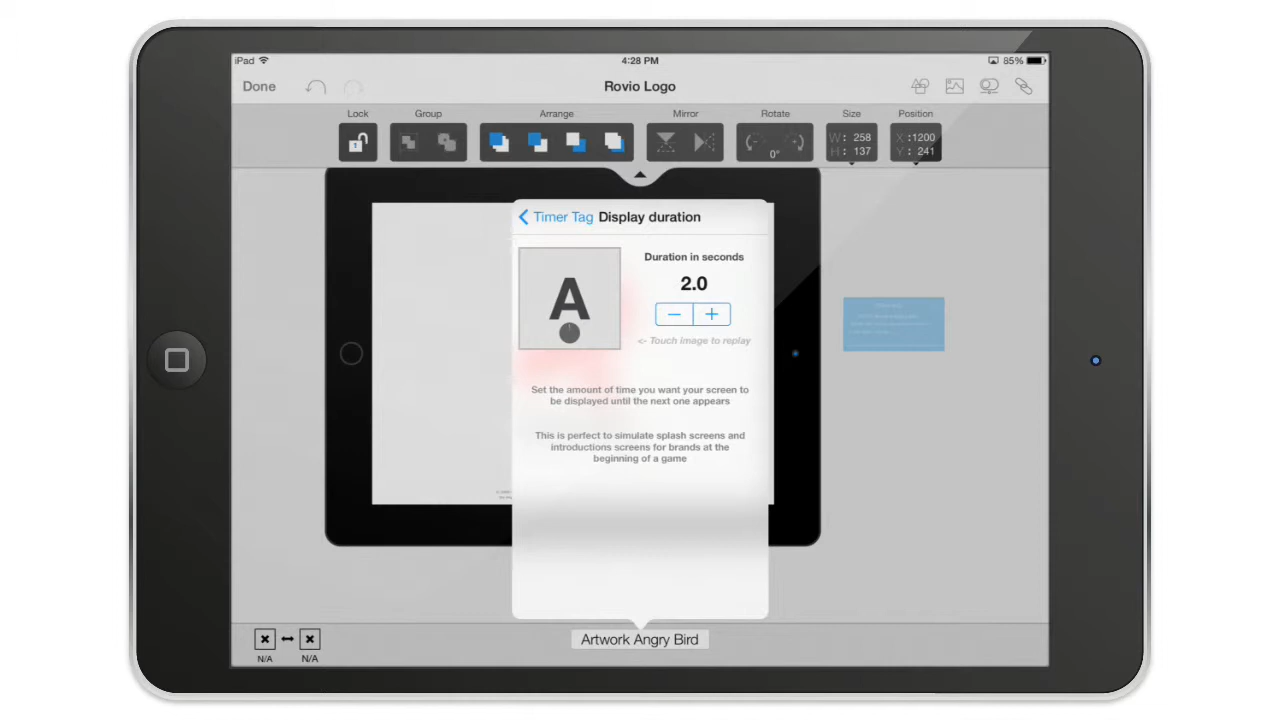 iPad
4:28 PM
85%
Done
Rovio Logo
Lock
Group
Arrange
Mirror
Rotate
Size
Position
0°
W: 258
H: 137
X :1200
Y : 241
Timer Tag
Display duration
A
Duration in seconds
2.0
<- Touch image to replay
Set the amount of time you want your screen to
be displayed until the next one appears
This is perfect to simulate splash screens and
introductions screens for brands at the
beginning of a game
Artwork Angry Bird
N/A
N/A